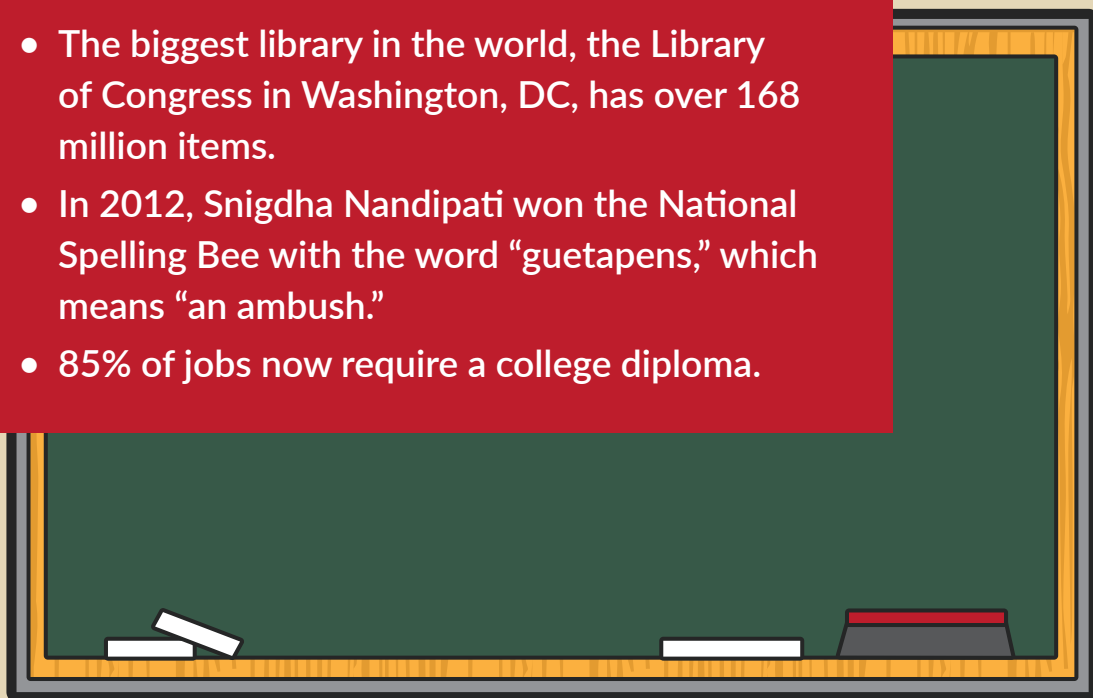 • The biggest library in the world, the Library
of Congress in Washington, DC, has over 168
million items.
• In 2012, Snigdha Nandipati won the National
Spelling Bee with the word “guetapens,” which
means “an ambush.”
• 85% of jobs now require a college diploma.